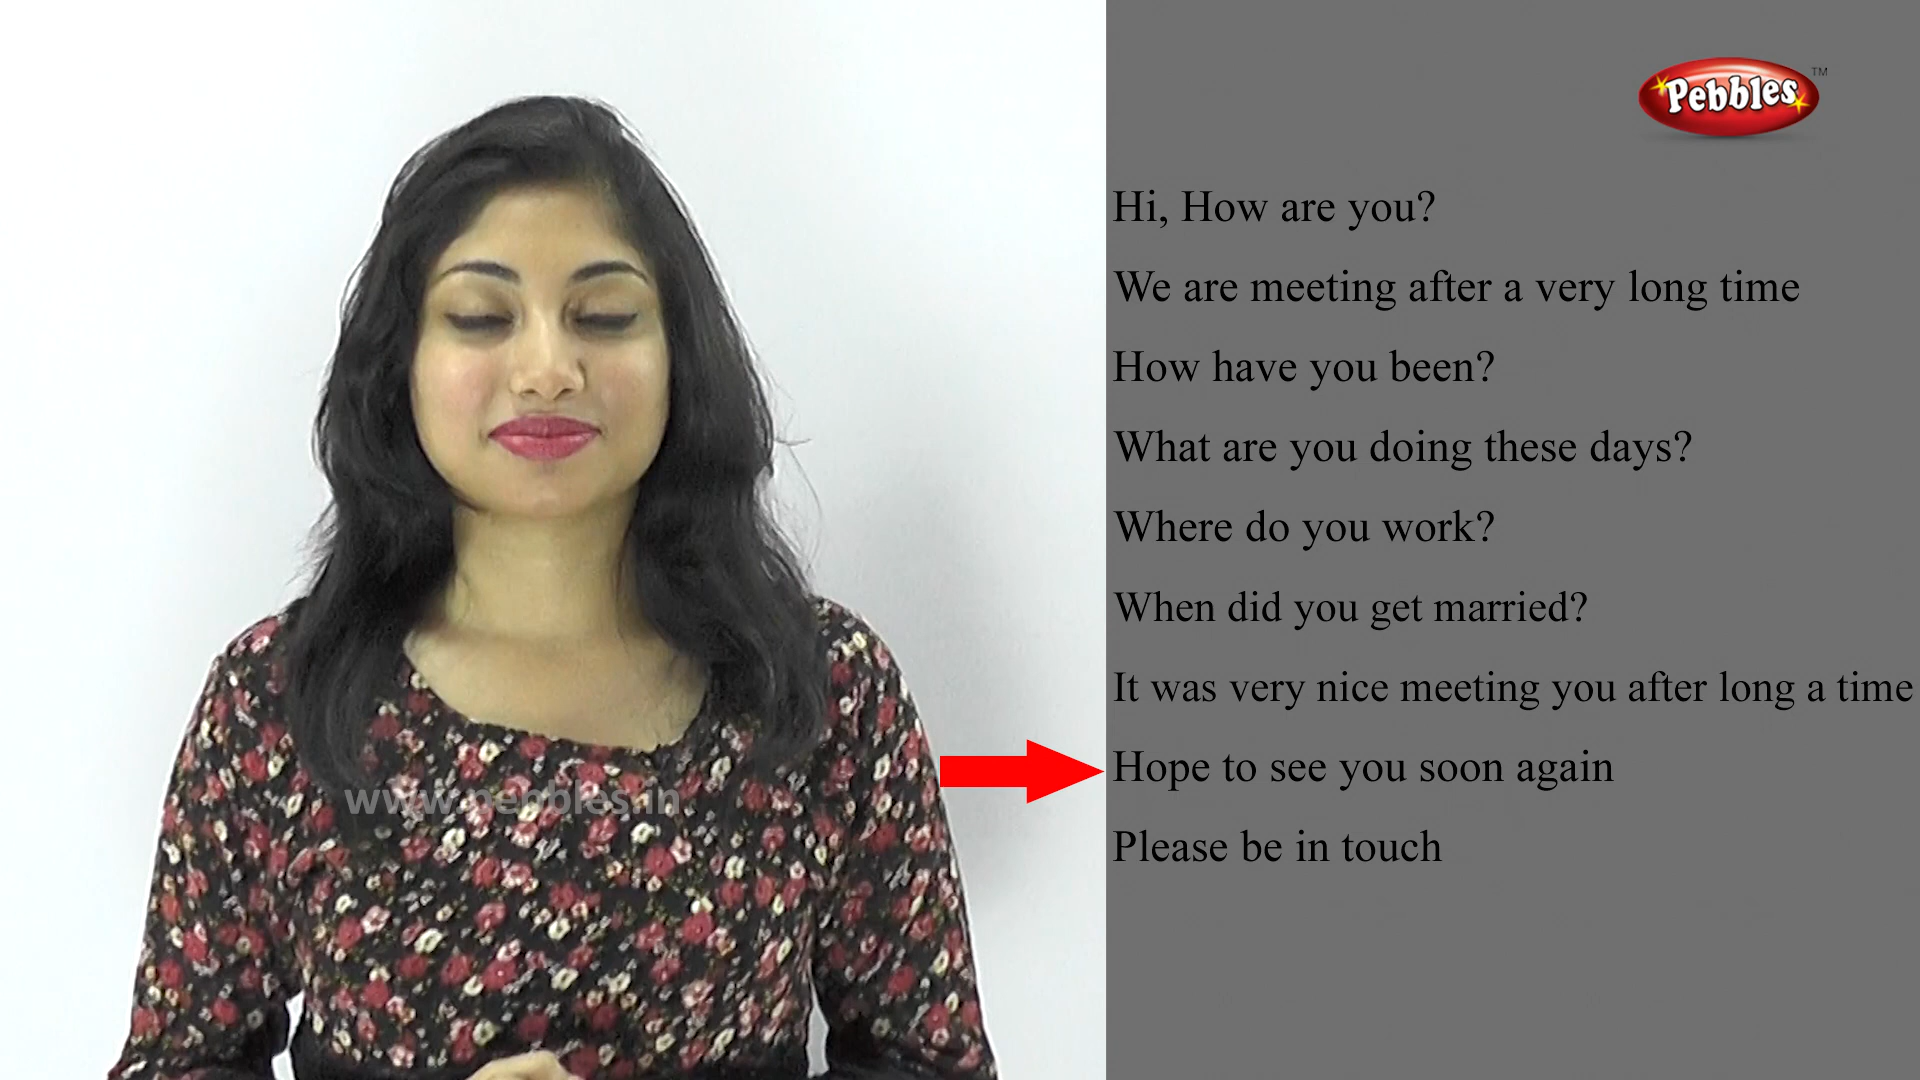 Pebbles™
Hi, How are you?
We are meeting after a very long time
How have you been?
What are you doing these days?
Where do you work?
When did you get married?
It was very nice meeting you after long a time
Hope to see you soon again
www.pebbles.in
Please be in touch